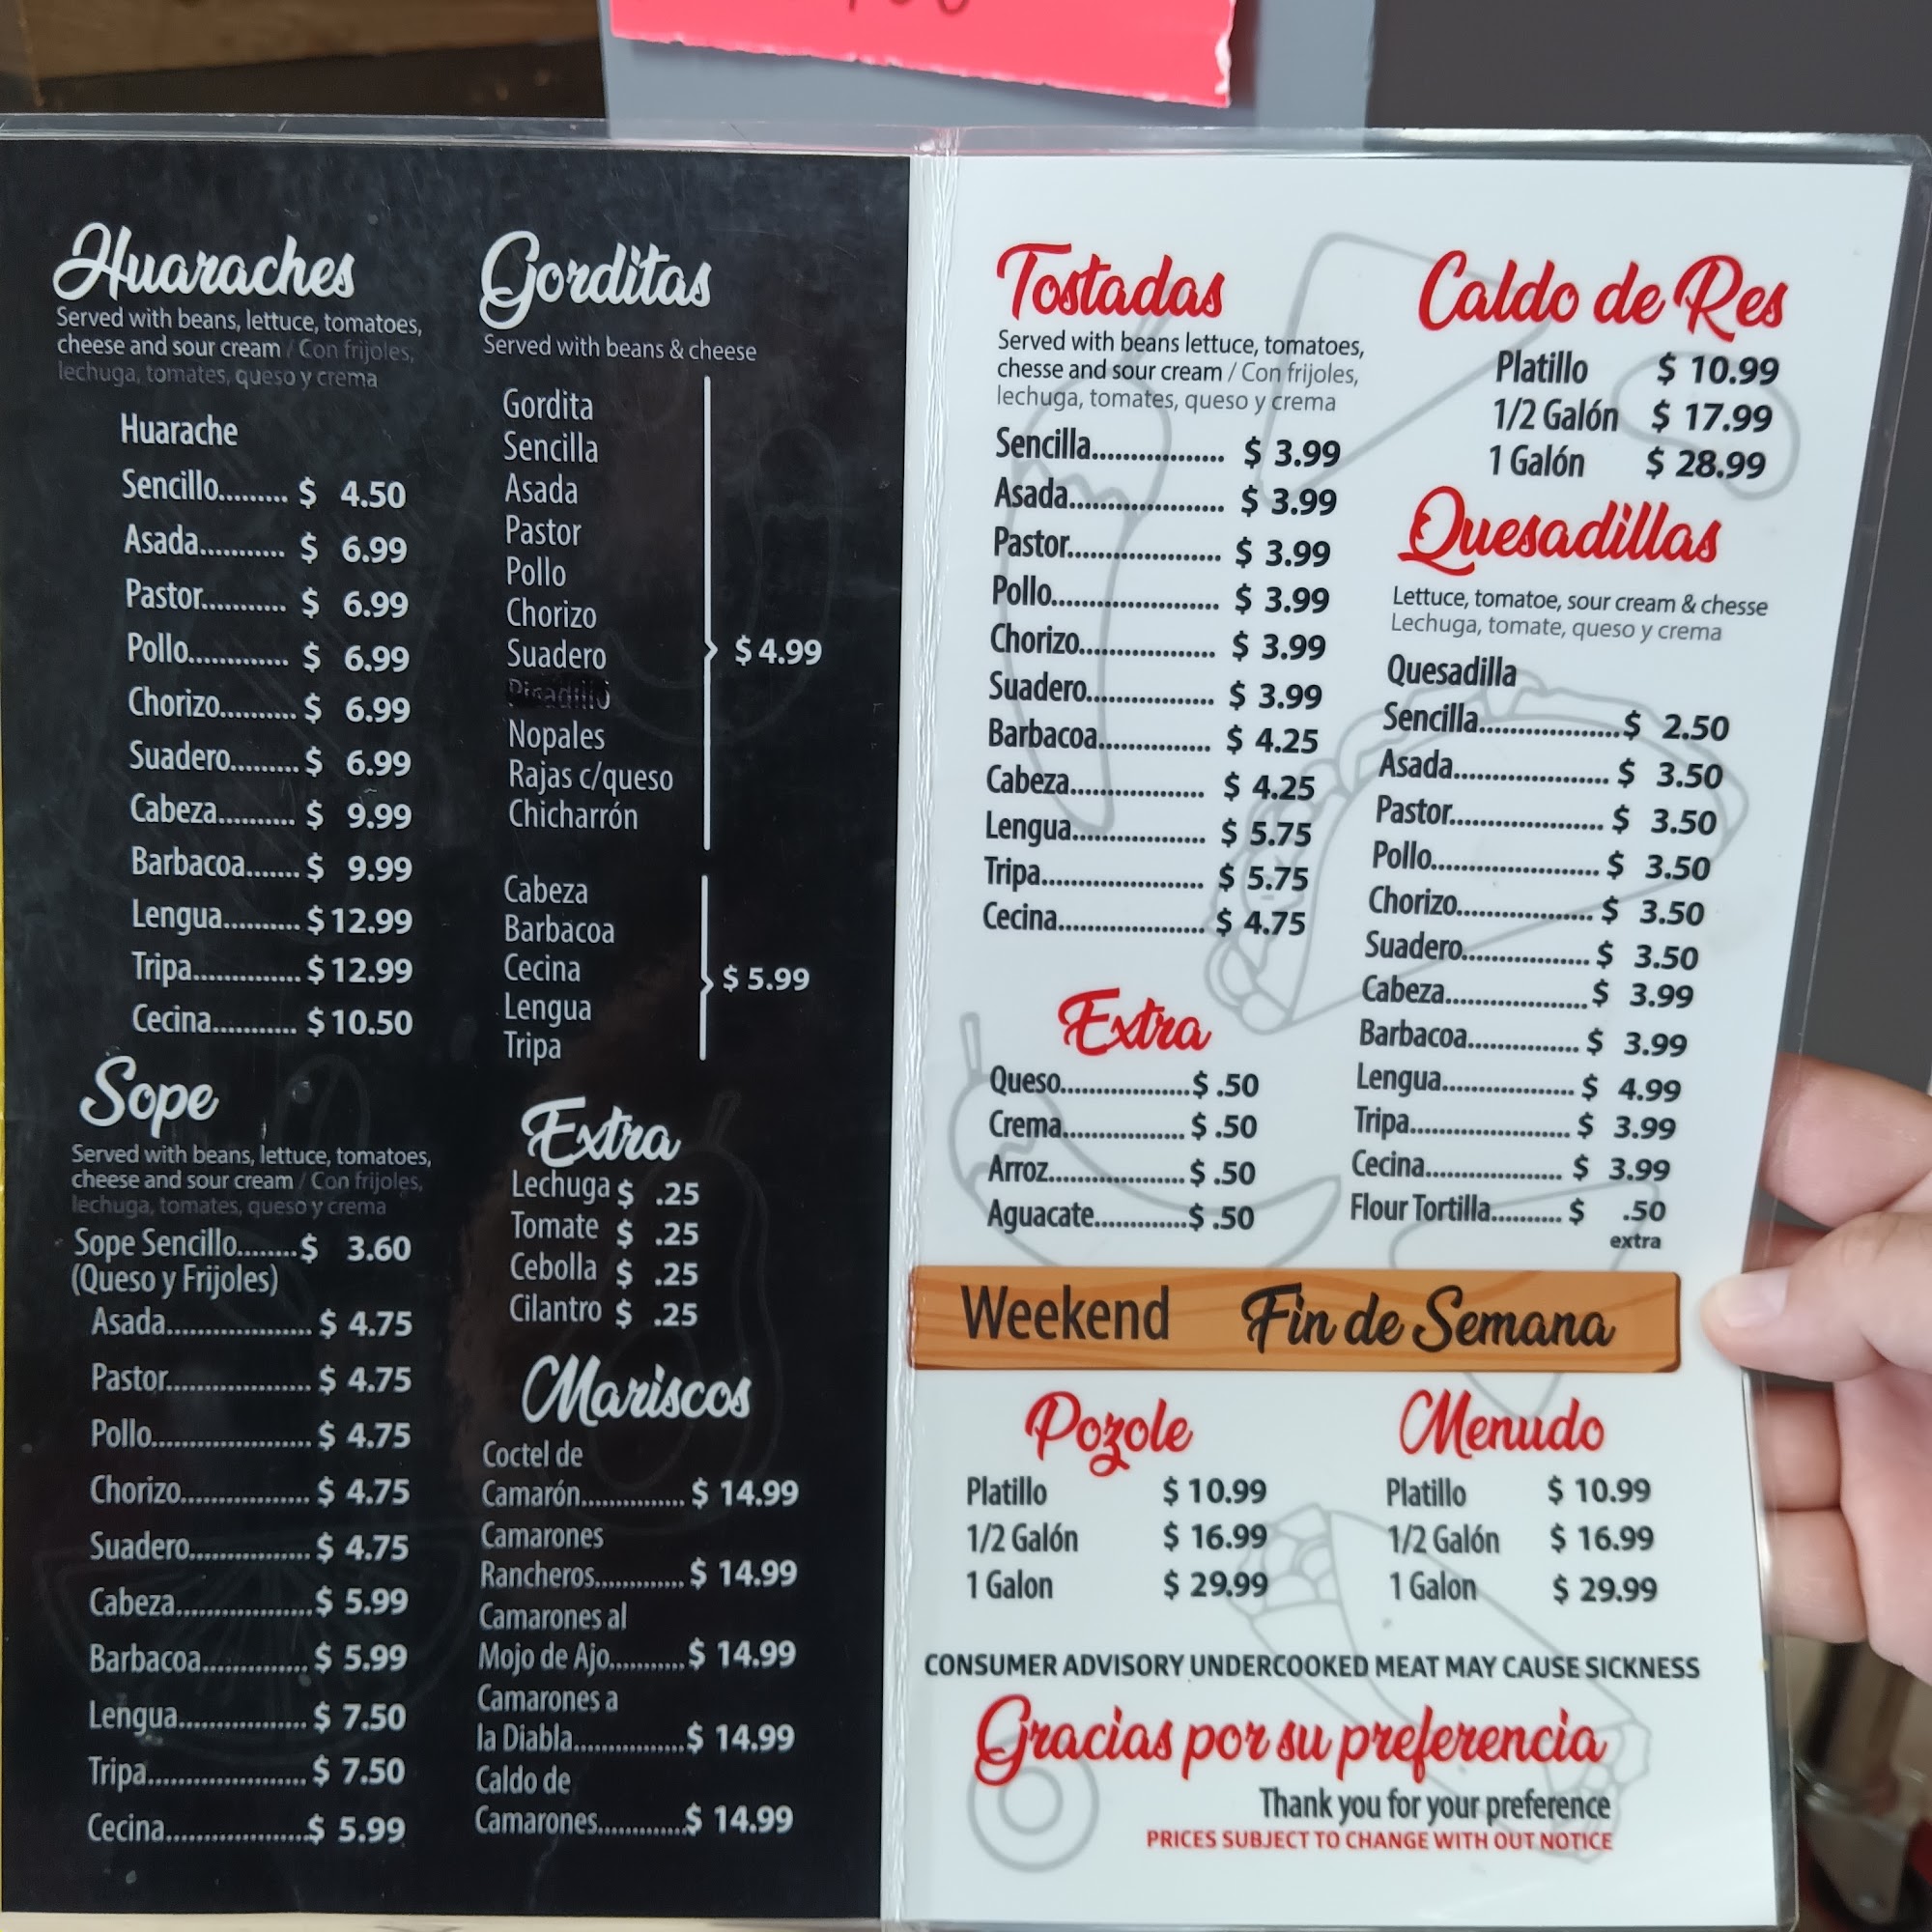 Huaraches
Served with beans, lettuce, tomatoes,
cheese and sour cream / Con frijoles,
lechuga, tomates, queso y crema
Huarache
Sencillo......... $ 4.50
Asada........... $ 6.99
Pastor........... $ 6.99
Pollo............. $ 6.99
Chorizo.......... $ 6.99
Suadero......... $ 6.99
Cabeza.......... $ 9.99
Barbacoa....... $ 9.99
Lengua.......... $ 12.99
Tripa.............. $ 12.99
Cecina........... $ 10.50
Sope
Served with beans, lettuce, tomatoes,
cheese and sour cream / Con frijoles,
lechuga, tomates, queso y crema
Sope Sencillo........$ 3.60
(Queso y Frijoles)
Asada.................... $ 4.75
Pastor.................... $ 4.75
Pollo...................... $ 4.75
Chorizo.................. $ 4.75
Suadero................. $ 4.75
Cabeza...................$ 5.99
Barbacoa............... $ 5.99
Lengua.................. $ 7.50
Tripa...................... $ 7.50
Cecina....................$ 5.99
Gorditas
Served with beans & cheese
Gordita
Sencilla
Asada
Pastor
Pollo
Chorizo
Suadero
$ 4.99
Nopales
Rajas c/queso
Chicharrón
Cabeza
Barbacoa
Cecina
$ 5.99
Lengua
Tripa
Extra
Lechuga $ .25
Tomate $ .25
Cebolla $ .25
Cilantro $ .25
Mariscos
Coctel de
Camarón............... $ 14.99
Camarones
Rancheros............. $ 14.99
Camarones al
Mojo de Ajo...........$ 14.99
Camarones a
la Diabla................$ 14.99
Caldo de
Camarones.............$ 14.99
Tostadas
Served with beans lettuce, tomatoes,
chesse and sour cream / Con frijoles,
lechuga, tomates, queso y crema
Sencilla................. $ 3.99
Asada.................... $ 3.99
Pastor.................... $ 3.99
Pollo...................... $ 3.99
Chorizo.................. $ 3.99
Suadero................. $ 3.99
Barbacoa............... $ 4.25
Cabeza.................. $ 4.25
Lengua.................. $ 5.75
Tripa...................... $ 5.75
Cecina.................... $ 4.75
Extra
Queso.................$ .50
Crema................. $ .50
Arroz.................. $ .50
Aguacate.............$ .50
Caldo de Res
Platillo $ 10.99
1/2 Galón $ 17.99
1 Galón $ 28.99
Quesadillas
Lettuce, tomatoe, sour cream & chesse
Lechuga, tomate, queso y crema
Quesadilla
Sencilla...................$ 2.50
Asada..................... $ 3.50
Pastor..................... $ 3.50
Pollo....................... $ 3.50
Chorizo.................. $ 3.50
Suadero................. $ 3.50
Cabeza...................$ 3.99
Barbacoa............... $ 3.99
Lengua.................. $ 4.99
Tripa...................... $ 3.99
Cecina................... $ 3.99
Flour Tortilla.......... $ .50
extra
Weekend Fin de Semana
Pozole
Platillo $ 10.99
1/2 Galón $ 16.99
1 Galon $ 29.99
Menudo
Platillo $ 10.99
1/2 Galón $ 16.99
1 Galon $ 29.99
CONSUMER ADVISORY UNDERCOOKED MEAT MAY CAUSE SICKNESS
Gracias por su preferencia
Thank you for your preference
PRICES SUBJECT TO CHANGE WITH OUT NOTICE